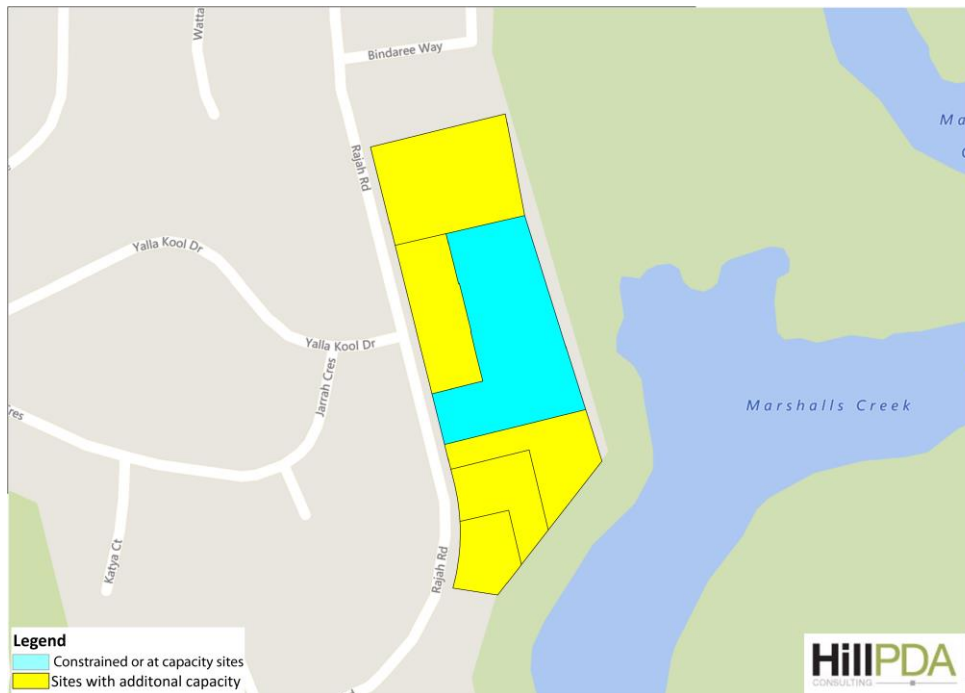 Watta
Bindaree Way
Rajah Rd
Yalla Kool Dr
Yalla Kool Dr
Jarrah Cres
Marshalls Creek
Katya Ct
Rajah Rd
Legend
Constrained or at capacity sites
Sites with additonal capacity
HillPDA
CONSULTING